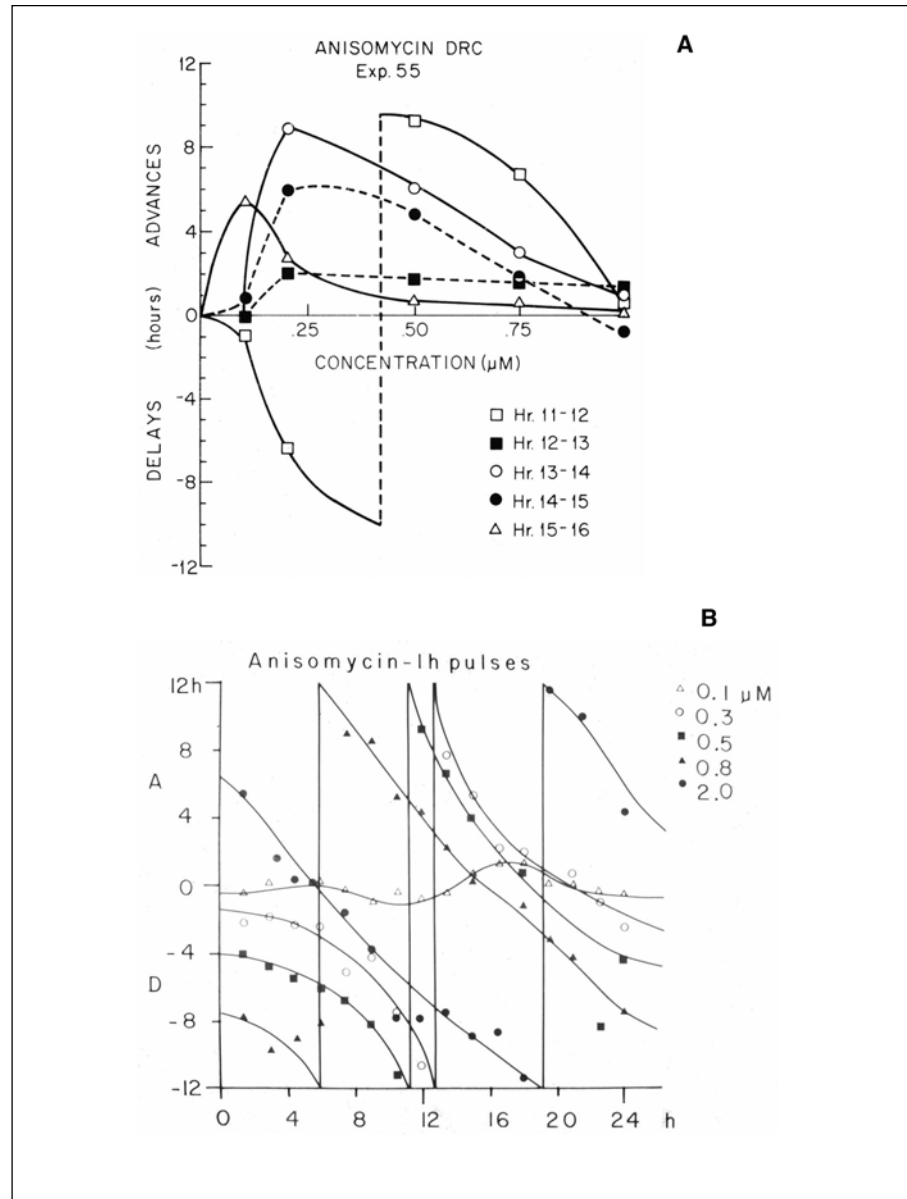 A
ANISOMYCIN DRC
Exp. 55
12
8
4
0
-4
-8
-12
ADVANCES
(hours)
DELAYS
.25
.50
.75
CONCENTRATION (µM)
Hr. 11-12
Hr. 12-13
Hr. 13-14
Hr. 14-15
Hr. 15-16
B
Anisomycin-1h pulses
12h
8
A
4
0
-4
D
-8
-12
0
4
8
12
16
20
24
h
0.1 µM
0.3
0.5
0.8
2.0